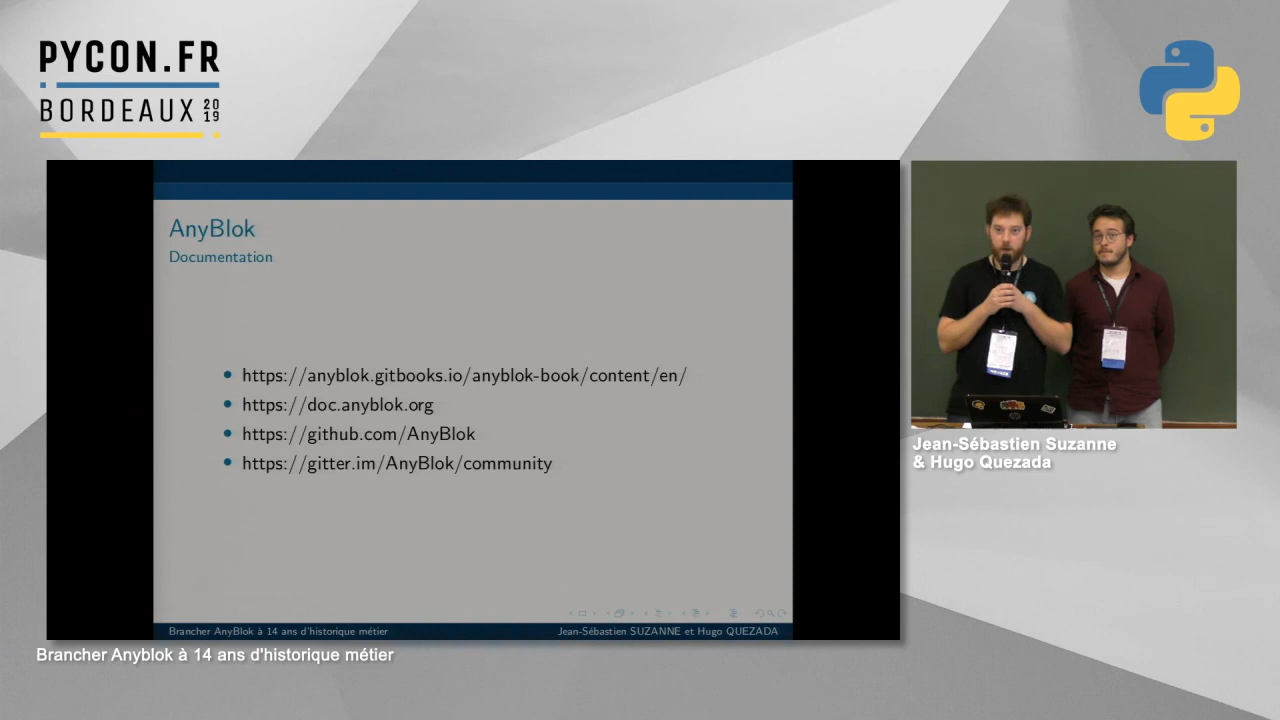 PYCON.FR
BORDEAUX 2019
AnyBlok
Documentation
https://anyblok.gitbooks.io/anyblok-book/content/en/
https://doc.anyblok.org
https://github.com/AnyBlok
https://gitter.im/AnyBlok/community
Brancher AnyBlok à 14 ans d'historique métier
Jean-Sébastien SUZANNE et Hugo QUEZADA
Jean-Sébastien Suzanne
& Hugo Quezada
Brancher Anyblok à 14 ans d'historique métier